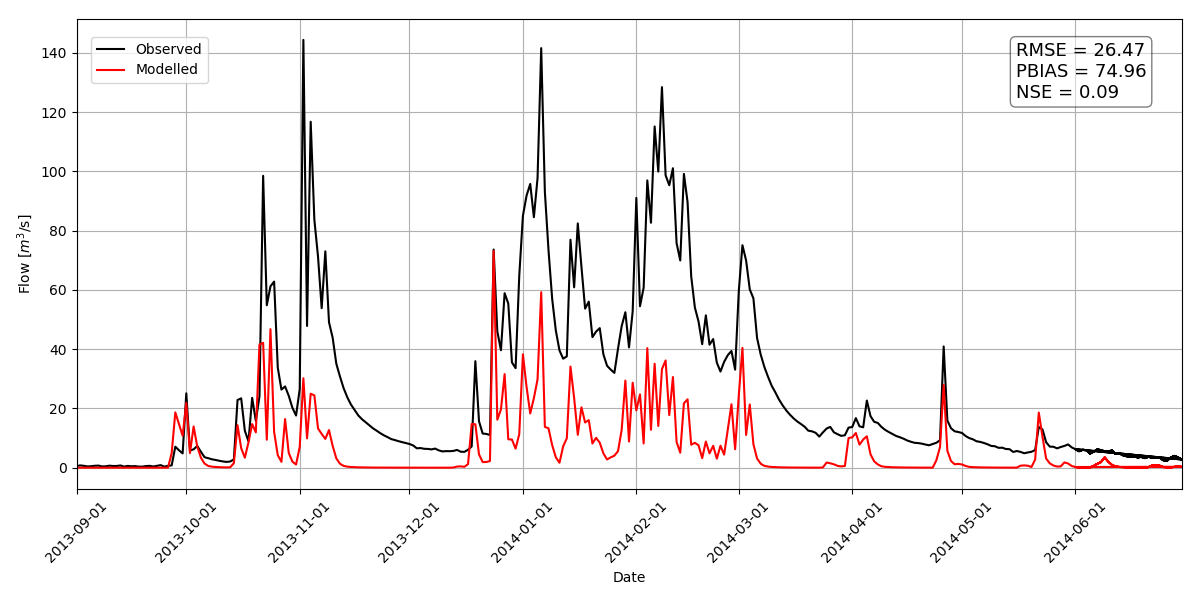 Observed
Modelled
RMSE = 26.47
PBIAS = 74.96
NSE = 0.09
140
120
100
80
60
40
20
0
Flow [m³/s]
2013-09-01
2013-10-01
2013-11-01
2013-12-01
2014-01-01
2014-02-01
2014-03-01
2014-04-01
2014-05-01
2014-06-01
Date